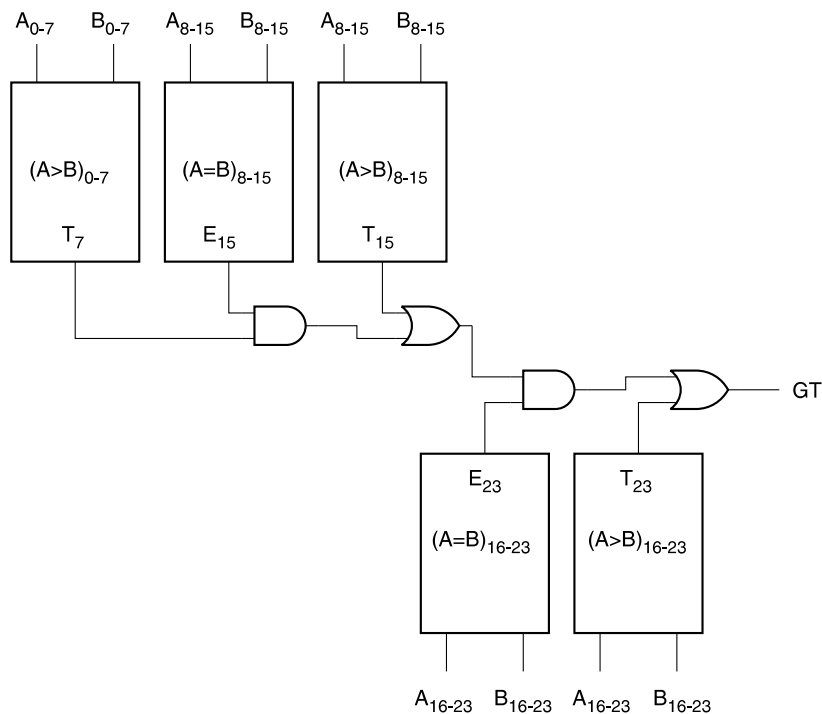 A0-7 B0-7 A8-15 B8-15 A8-15 B8-15
(A>B)0-7 (A=B)8-15 (A>B)8-15
T7 E15 T15
GT
E23 T23
(A=B)16-23 (A>B)16-23
A16-23 B16-23 A16-23 B16-23